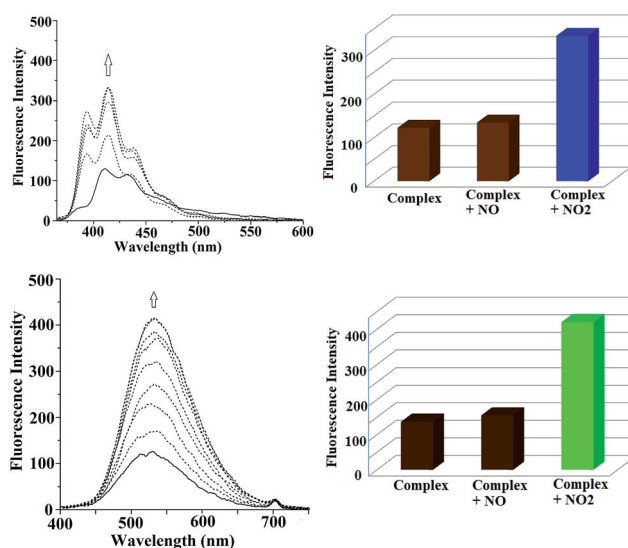 500
400
300
200
100
0
Fluorescence Intensity
400 450 500 550 600
Wavelength (nm)
300
200
100
0
Fluorescence Intensity
Complex
Complex
+ NO
Complex
+ NO2
500
400
300
200
100
0
Fluorescence Intensity
400 500 600 700
Wavelength (nm)
400
300
200
100
0
Fluorescence Intensity
Complex
Complex
+ NO
Complex
+ NO2